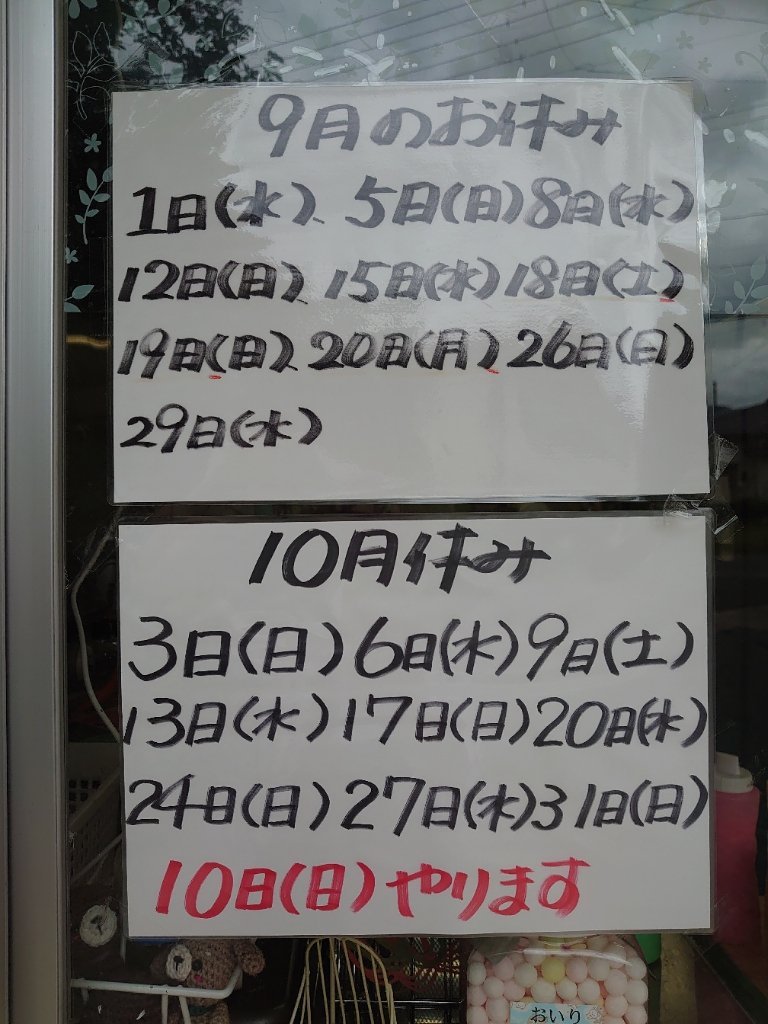 9月のお休み
1日(水)、5日(日)8日(水)
12日(日)、15日(水)18日(土)
19日(日)、20日(月)26日(日)
29日(水)
10月休み
3日(日)6日(水)9日(土)
13日(水)17日(日)20日(水)
24日(日)27日(水)31日(日)
10日(日)やります
おいり